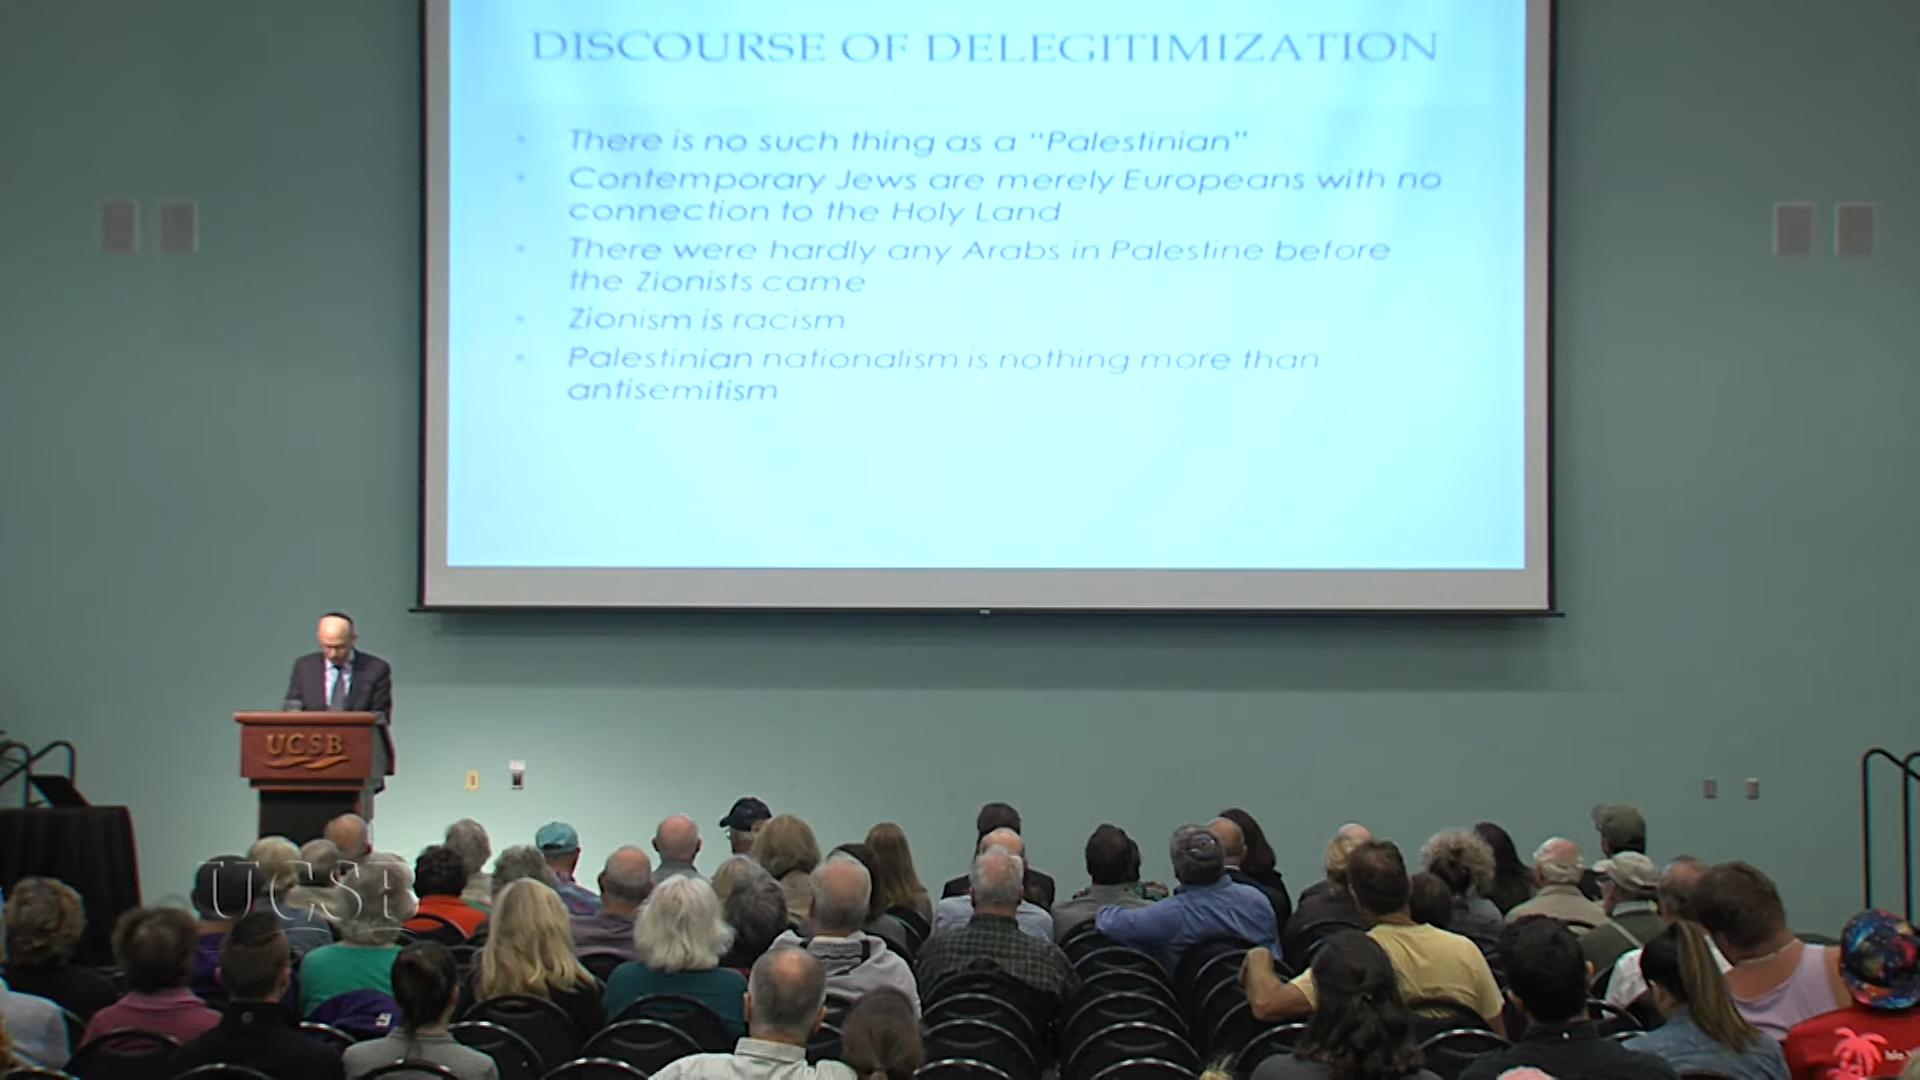 DISCOURSE OF DELEGITIMIZATION
• There is no such thing as a “Palestinian”
• Contemporary Jews are merely Europeans with no
connection to the Holy Land
• There were hardly any Arabs in Palestine before
the Zionists came
• Zionism is racism
• Palestinian nationalism is nothing more than
antisemitism
UCSB
UCSB
Isla